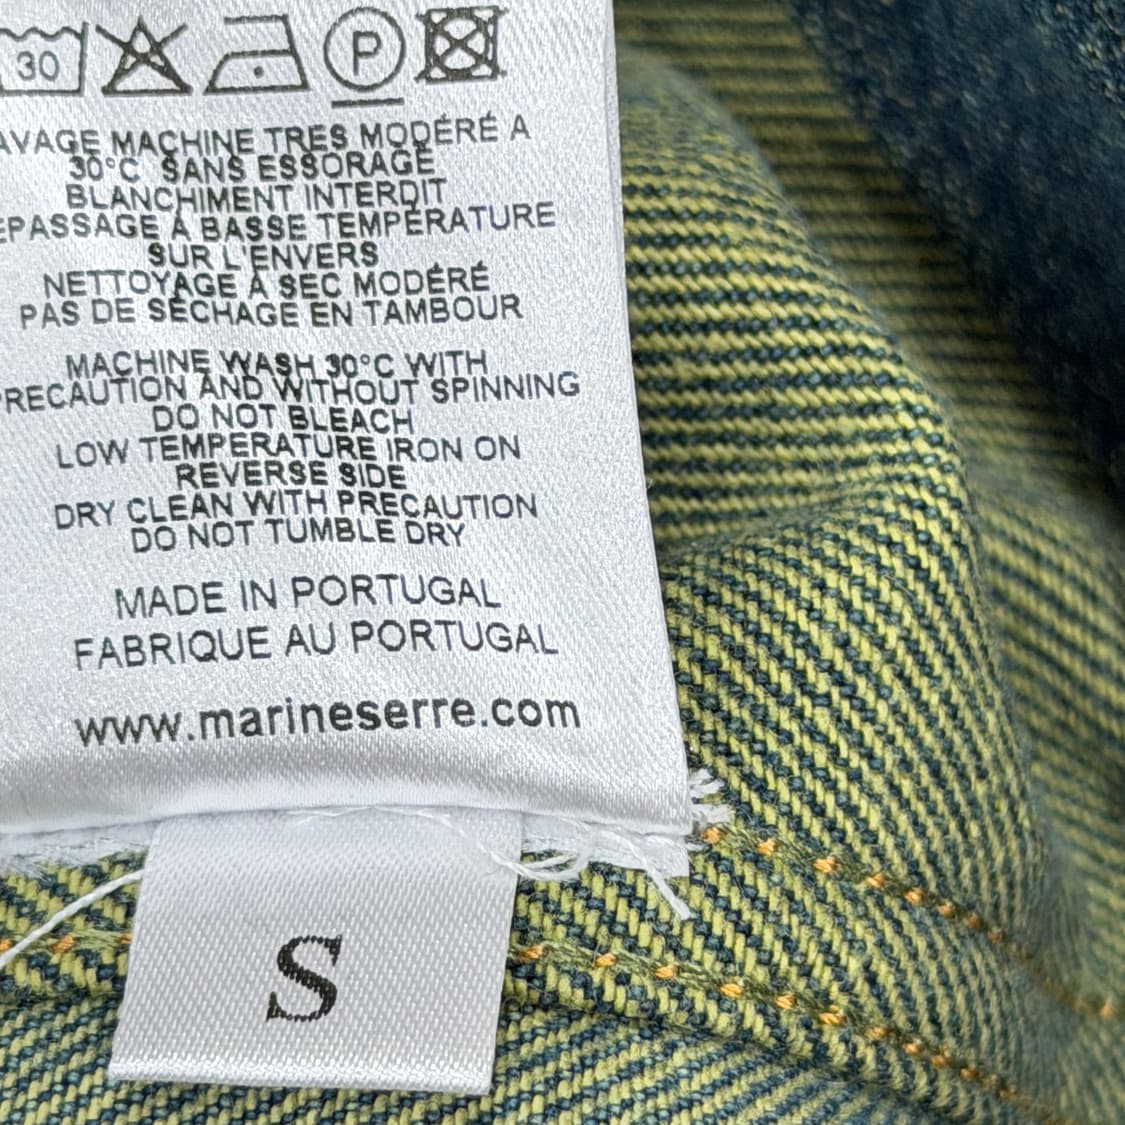 30
P
AVAGE MACHINE TRES MODÉRÉ A
30°C SANS ESSORAGE
BLANCHIMENT INTERDIT
EPASSAGE À BASSE TEMPÉRATURE
SUR L'ENVERS
NETTOYAGE À SEC MODÉRÉ
PAS DE SÉCHAGE EN TAMBOUR
MACHINE WASH 30°C WITH
PRECAUTION AND WITHOUT SPINNING
DO NOT BLEACH
LOW TEMPERATURE IRON ON
REVERSE SIDE
DRY CLEAN WITH PRECAUTION
DO NOT TUMBLE DRY
MADE IN PORTUGAL
FABRIQUE AU PORTUGAL
www.marineserre.com
S